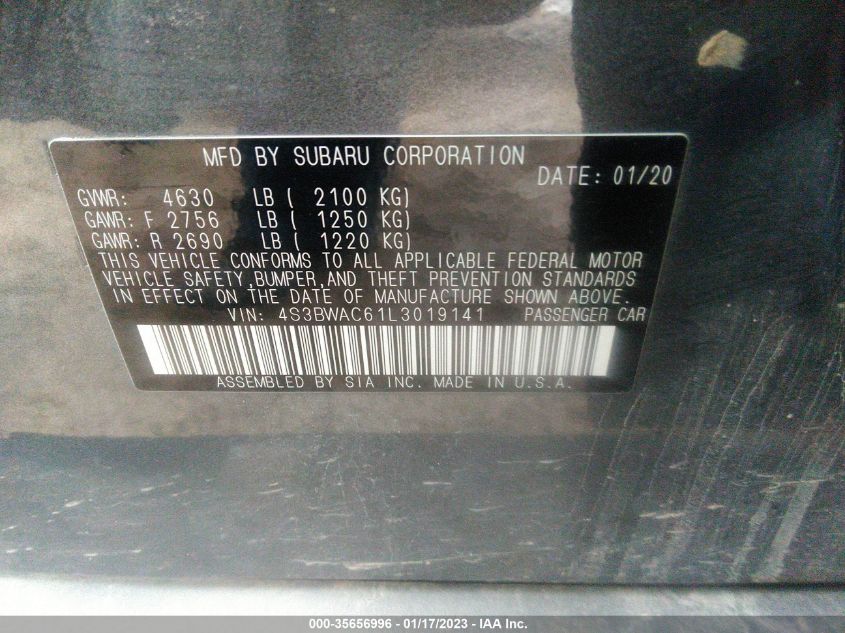 MFD BY SUBARU CORPORATION
DATE: 01/20
GVWR: 4630 LB ( 2100 KG)
GAWR: F 2756 LB ( 1250 KG)
GAWR: R 2690 LB ( 1220 KG)
THIS VEHICLE CONFORMS TO ALL APPLICABLE FEDERAL MOTOR
VEHICLE SAFETY,BUMPER,AND THEFT PREVENTION STANDARDS
IN EFFECT ON THE DATE OF MANUFACTURE SHOWN ABOVE.
VIN: 4S3BWAC61L3019141 PASSENGER CAR
ASSEMBLED BY SIA INC. MADE IN U.S.A.
000-35656996 - 01/17/2023 - IAA Inc.